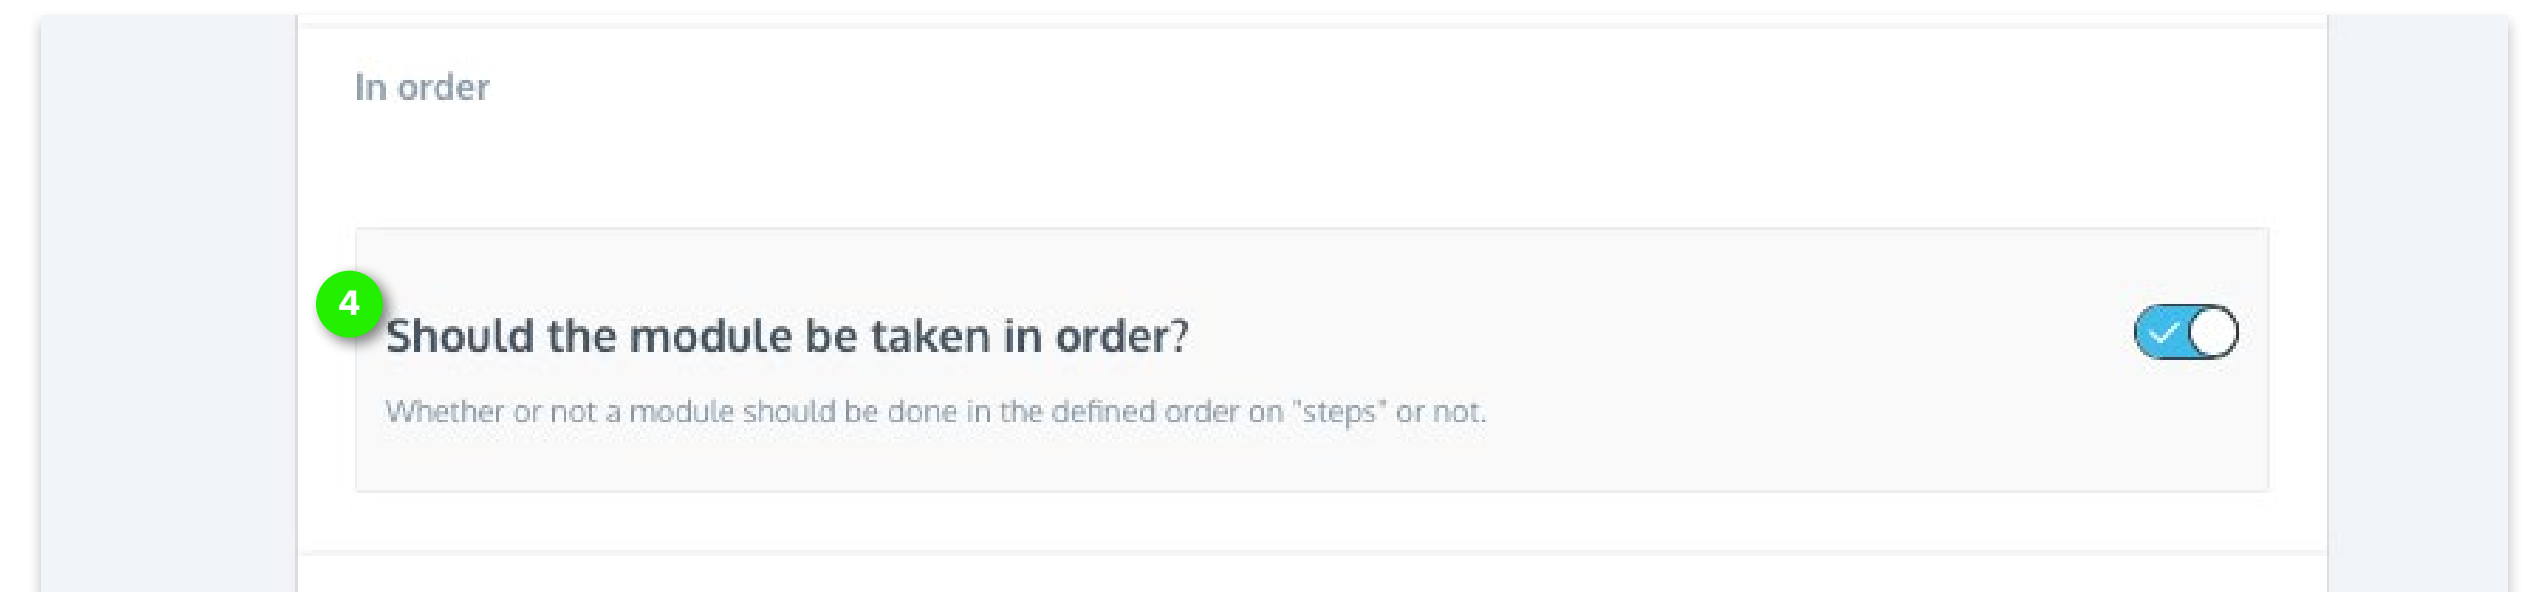 In order
4
Should the module be taken in order?
Whether or not a module should be done in the defined order on "steps" or not.